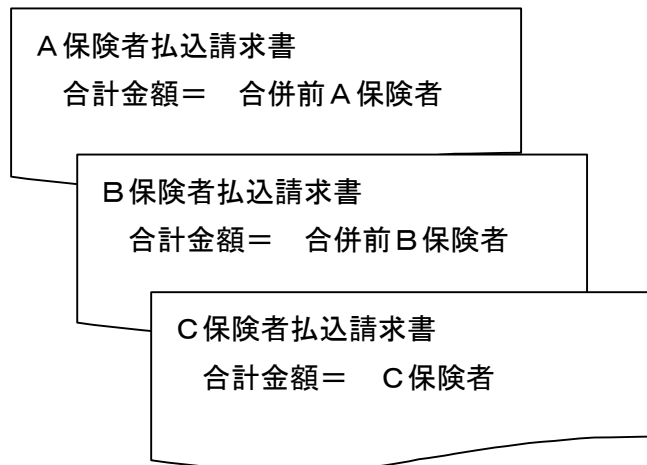 Ａ保険者払込請求書
合計金額＝　合併前Ａ保険者
Ｂ保険者払込請求書
合計金額＝　合併前Ｂ保険者
Ｃ保険者払込請求書
合計金額＝　Ｃ保険者